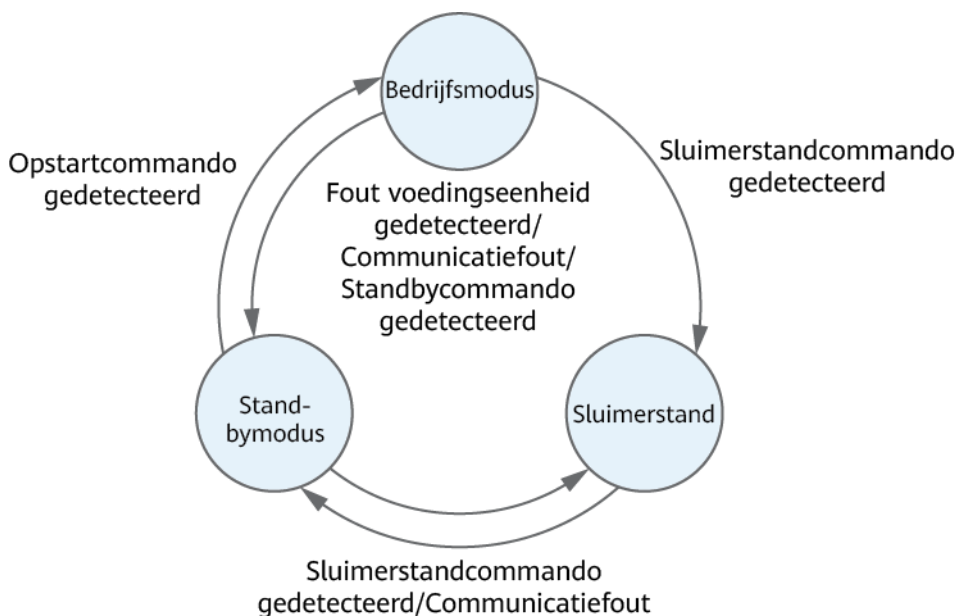 Bedrijfsmodus
Opstartcommando
gedetecteerd
Sluimerstandcommando
gedetecteerd
Fout voedingseenheid
gedetecteerd/
Communicatiefout/
Standbycommando
gedetecteerd
Stand-
bymodus
Sluimerstand
Sluimerstandcommando
gedetecteerd/Communicatiefout